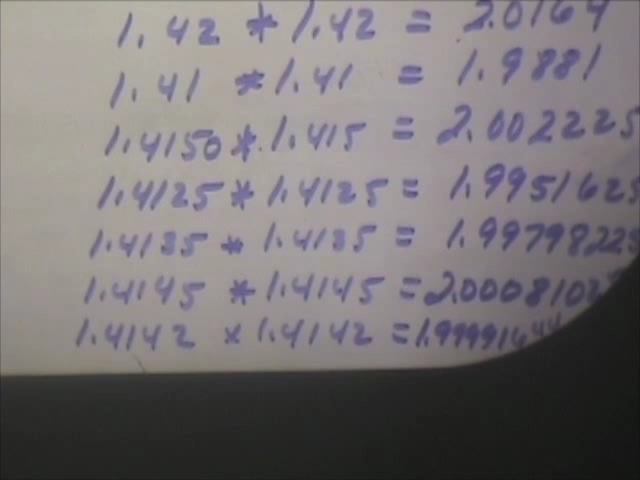 1.42 * 1.42 = 2.0164
1.41 * 1.41 = 1.9881
1.4150 * 1.415 = 2.002225
1.4125 * 1.4125 = 1.9951625
1.4135 * 1.4135 = 1.99798225
1.4145 * 1.4145 = 2.0008102
1.4142 x 1.4142 = 1.99991644